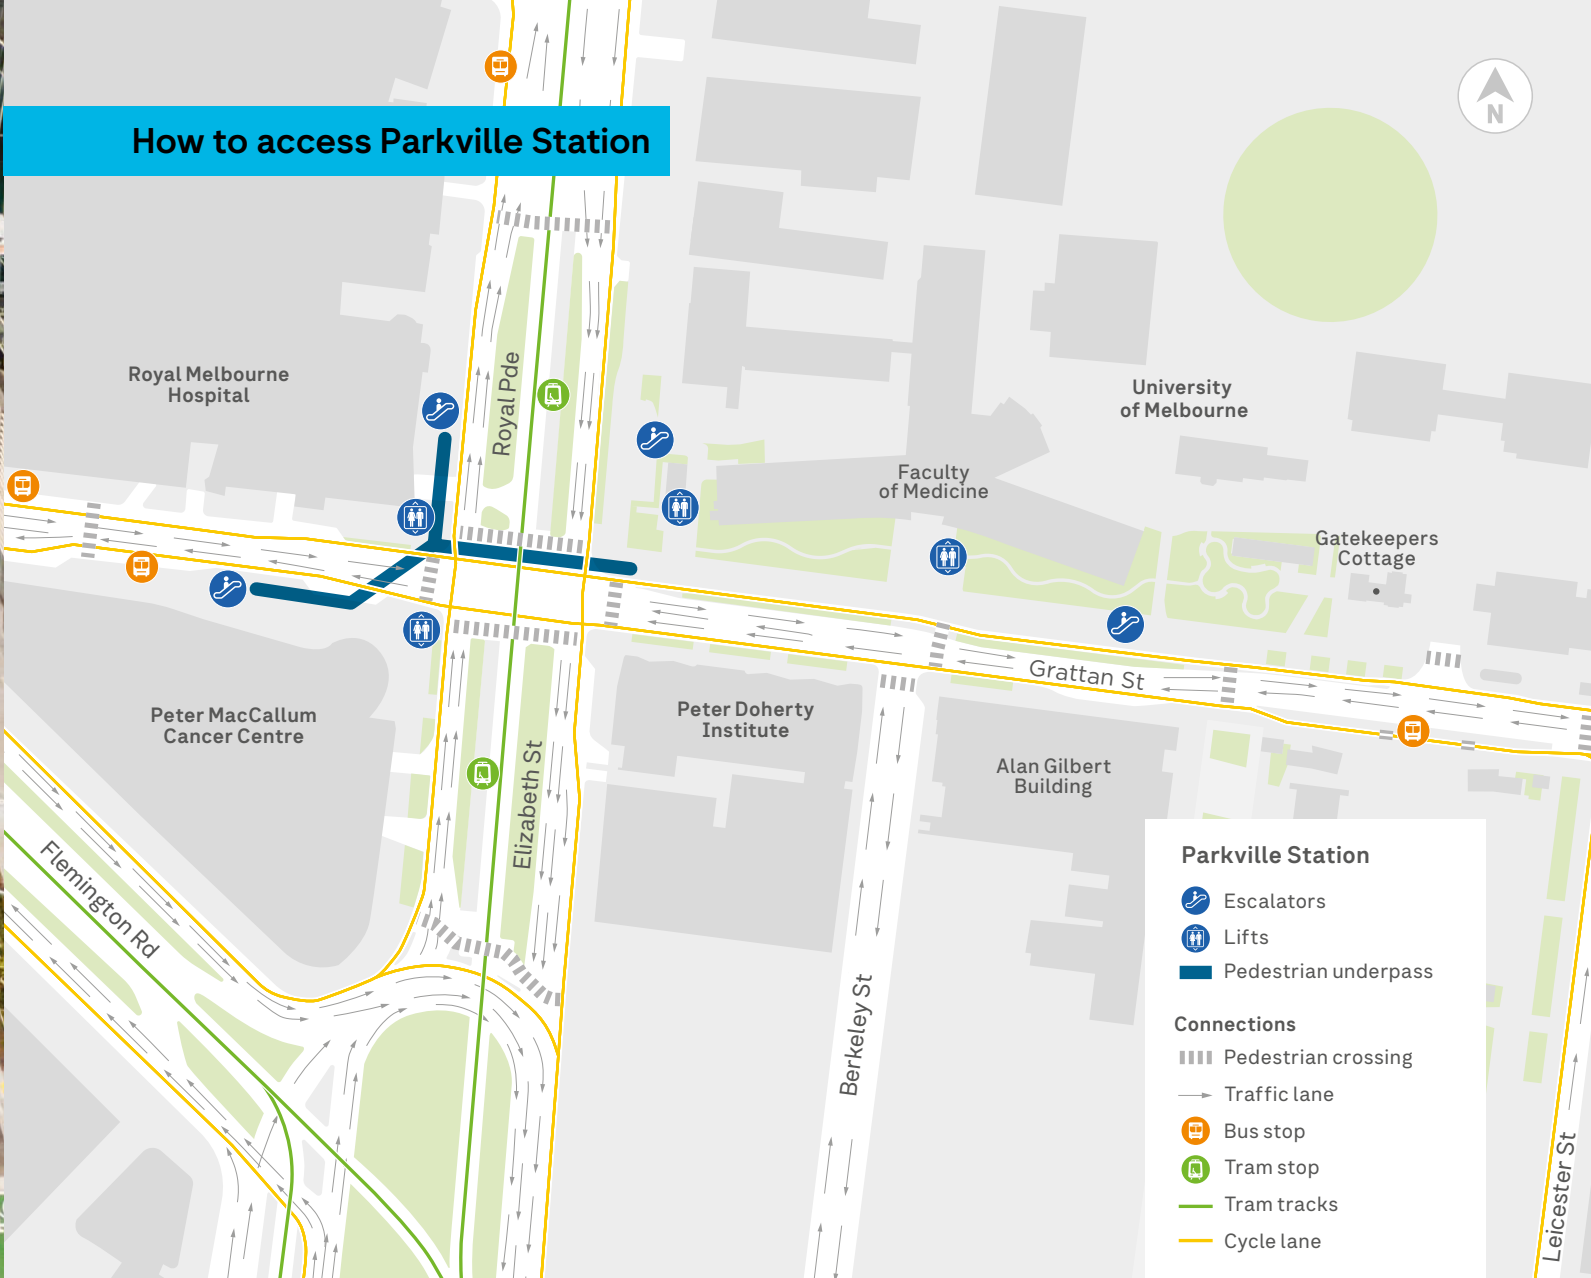 How to access Parkville Station
N
Royal Melbourne
Hospital
Royal Pde
University
of Melbourne
Faculty
of Medicine
Gatekeepers
Cottage
Grattan St
Peter MacCallum
Cancer Centre
Peter Doherty
Institute
Elizabeth St
Alan Gilbert
Building
Flemington Rd
Berkeley St
Leicester St
Parkville Station
Escalators
Lifts
Pedestrian underpass
Connections
Pedestrian crossing
Traffic lane
Bus stop
Tram stop
Tram tracks
Cycle lane